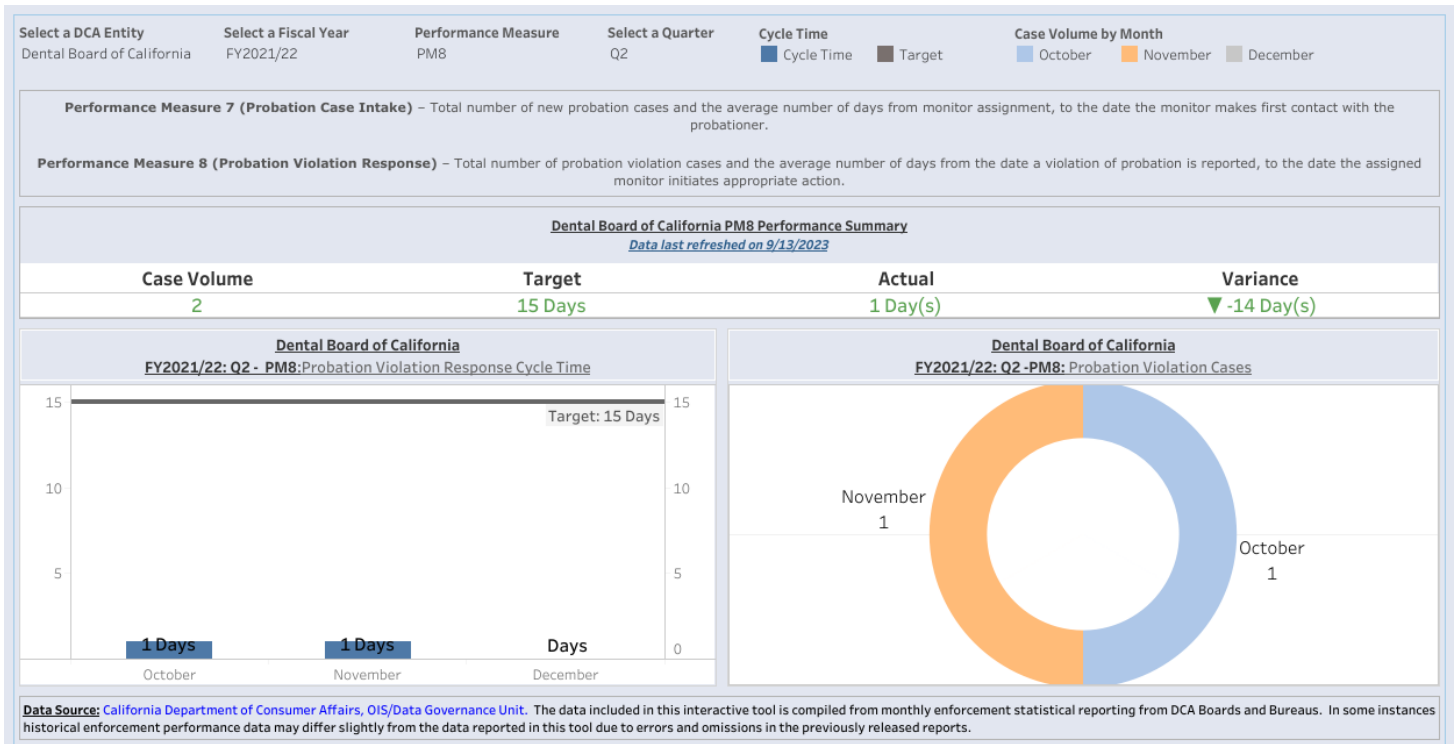 Select a DCA Entity Select a Fiscal Year Performance Measure Select a Quarter Cycle Time Case Volume by Month
Dental Board of California FY2021/22 PM8 Q2 Cycle Time Target October November December
Performance Measure 7 (Probation Case Intake) – Total number of new probation cases and the average number of days from monitor assignment, to the date the monitor makes first contact with the
probationer.
Performance Measure 8 (Probation Violation Response) – Total number of probation violation cases and the average number of days from the date a violation of probation is reported, to the date the assigned
monitor initiates appropriate action.
Dental Board of California PM8 Performance Summary
Data last refreshed on 9/13/2023
Case Volume Target Actual Variance
2 15 Days 1 Day(s) ▼ -14 Day(s)
Dental Board of California
FY2021/22: Q2 - PM8:Probation Violation Response Cycle Time
15 15
Target: 15 Days
10 10
5 5
1 Days 1 Days Days 0
October November December
Dental Board of California
FY2021/22: Q2 -PM8: Probation Violation Cases
November
1
October
1
Data Source: California Department of Consumer Affairs, OIS/Data Governance Unit. The data included in this interactive tool is compiled from monthly enforcement statistical reporting from DCA Boards and Bureaus. In some instances
historical enforcement performance data may differ slightly from the data reported in this tool due to errors and omissions in the previously released reports.